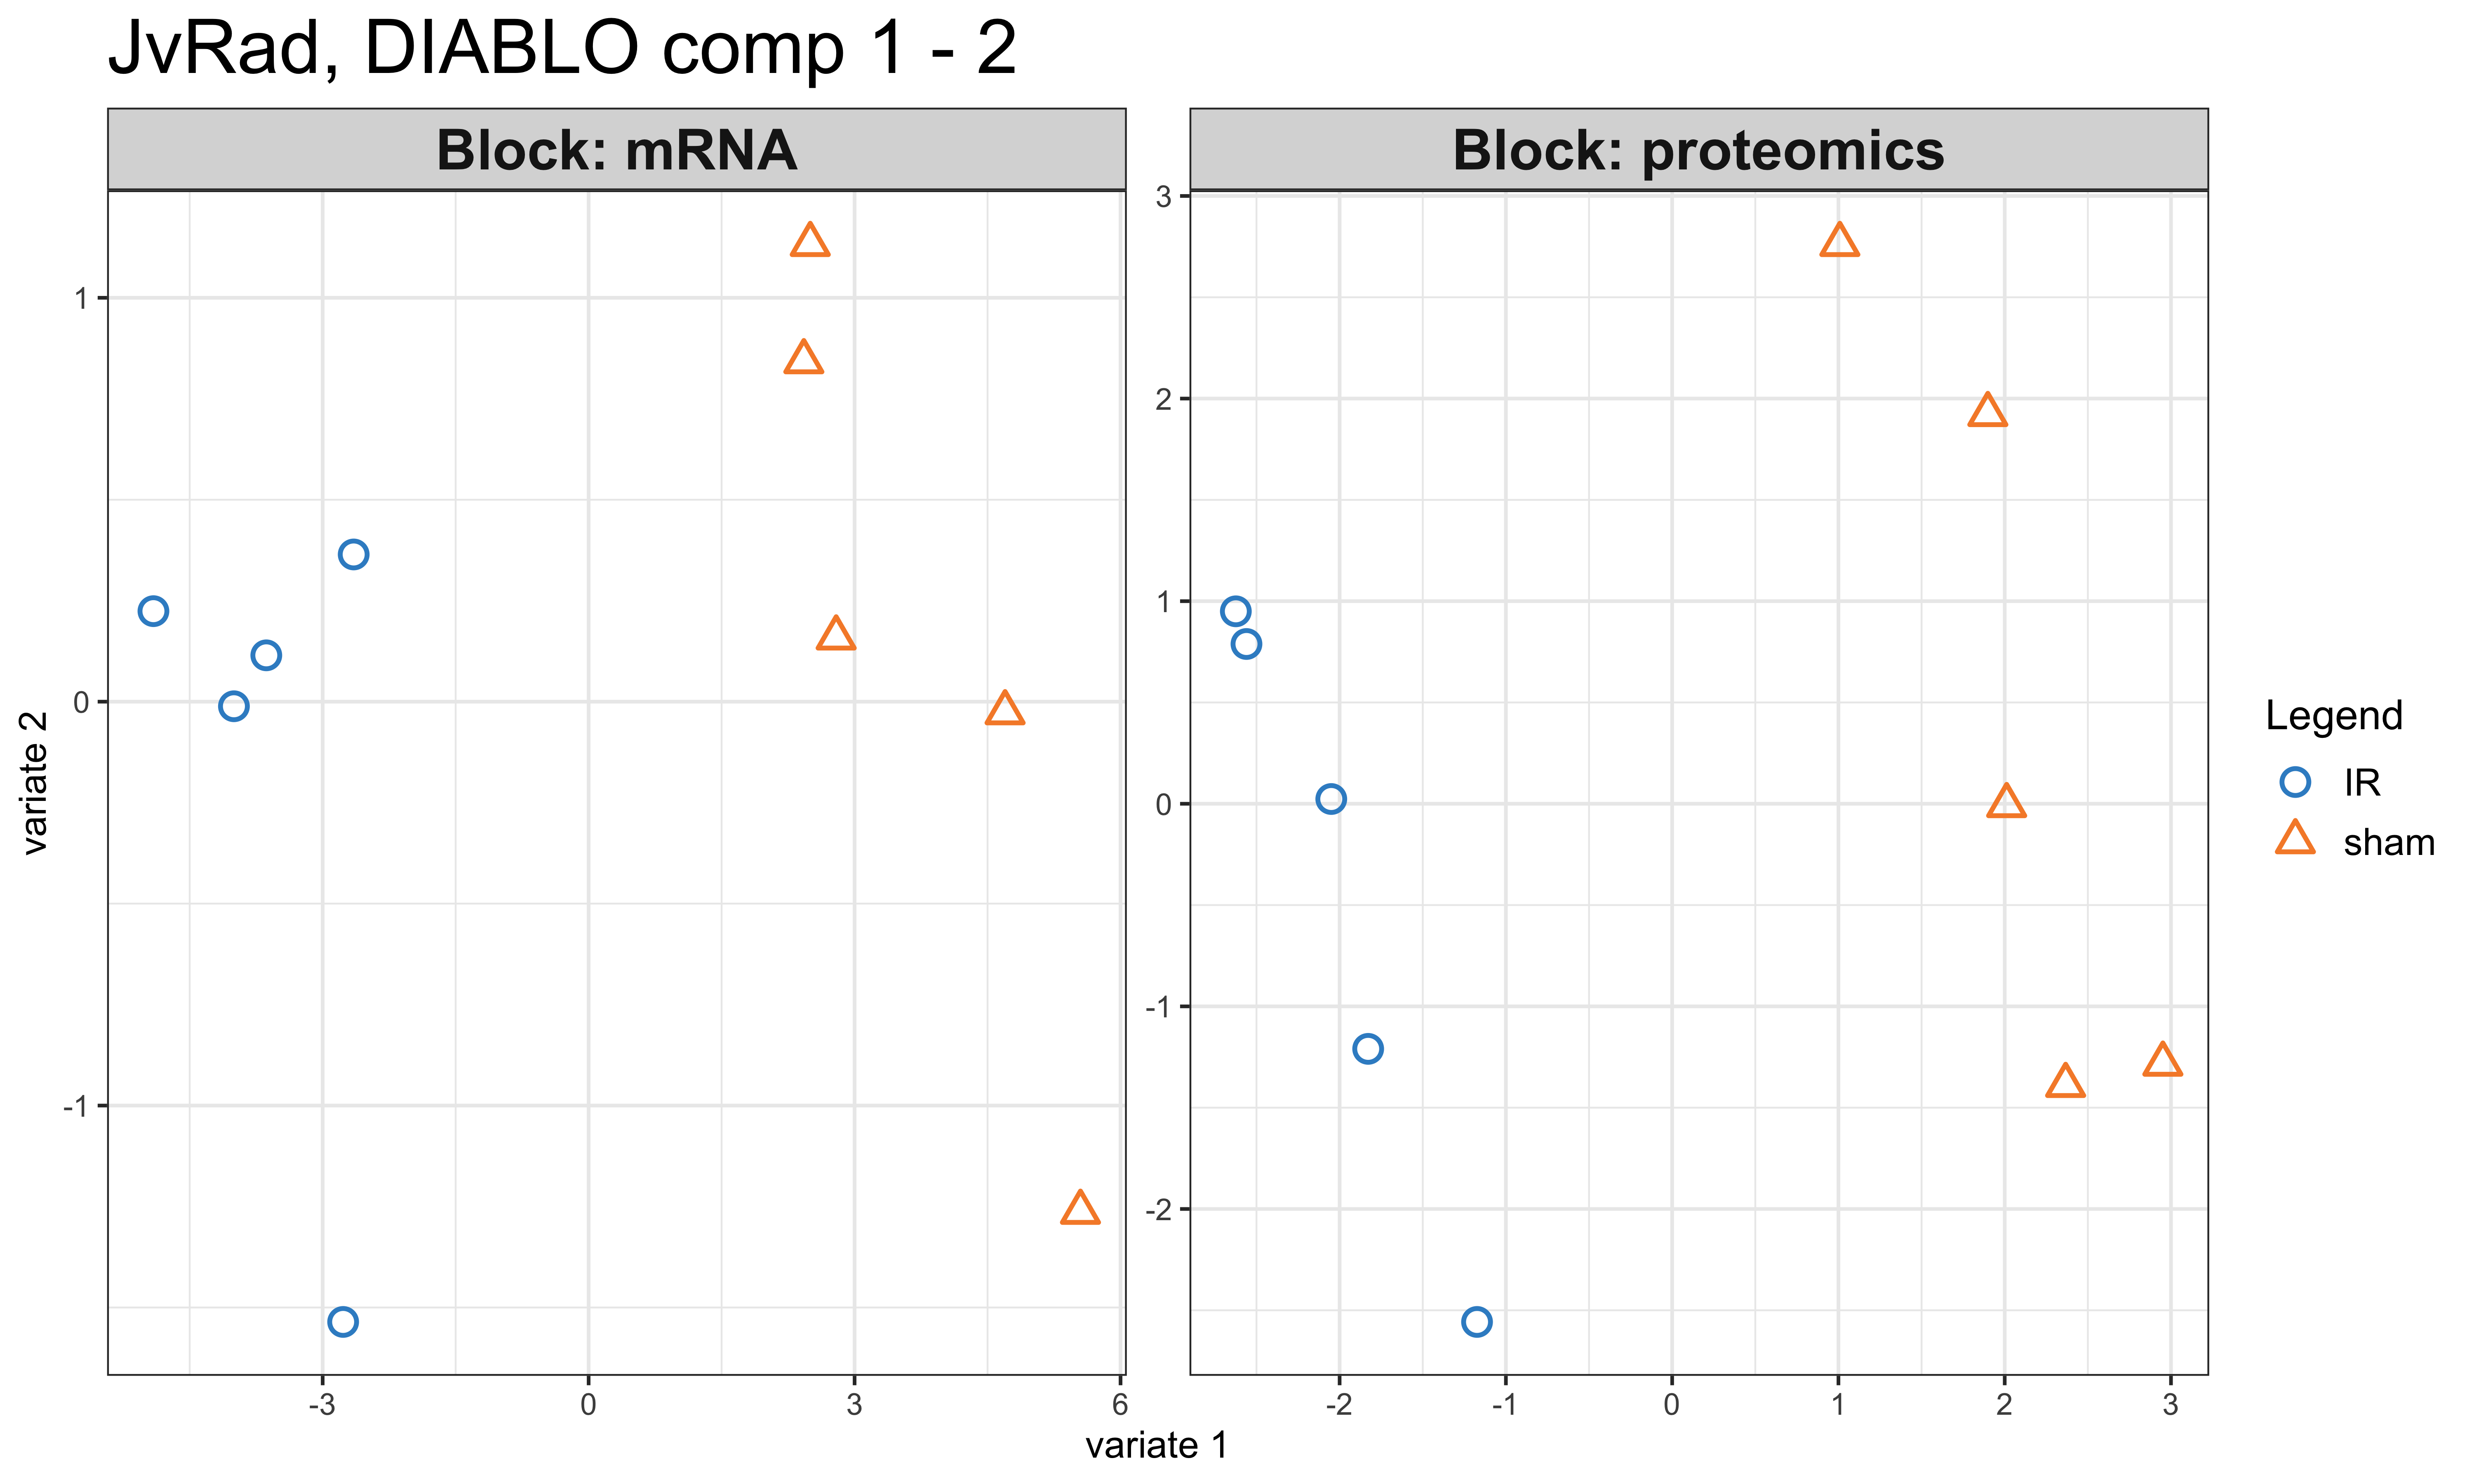 JvRad, DIABLO comp 1 - 2
Block: mRNA
Block: proteomics
1
0
-1
-3
0
3
6
3
2
1
0
-1
-2
-2
-1
0
1
2
3
variate 2
variate 1
Legend
IR
sham